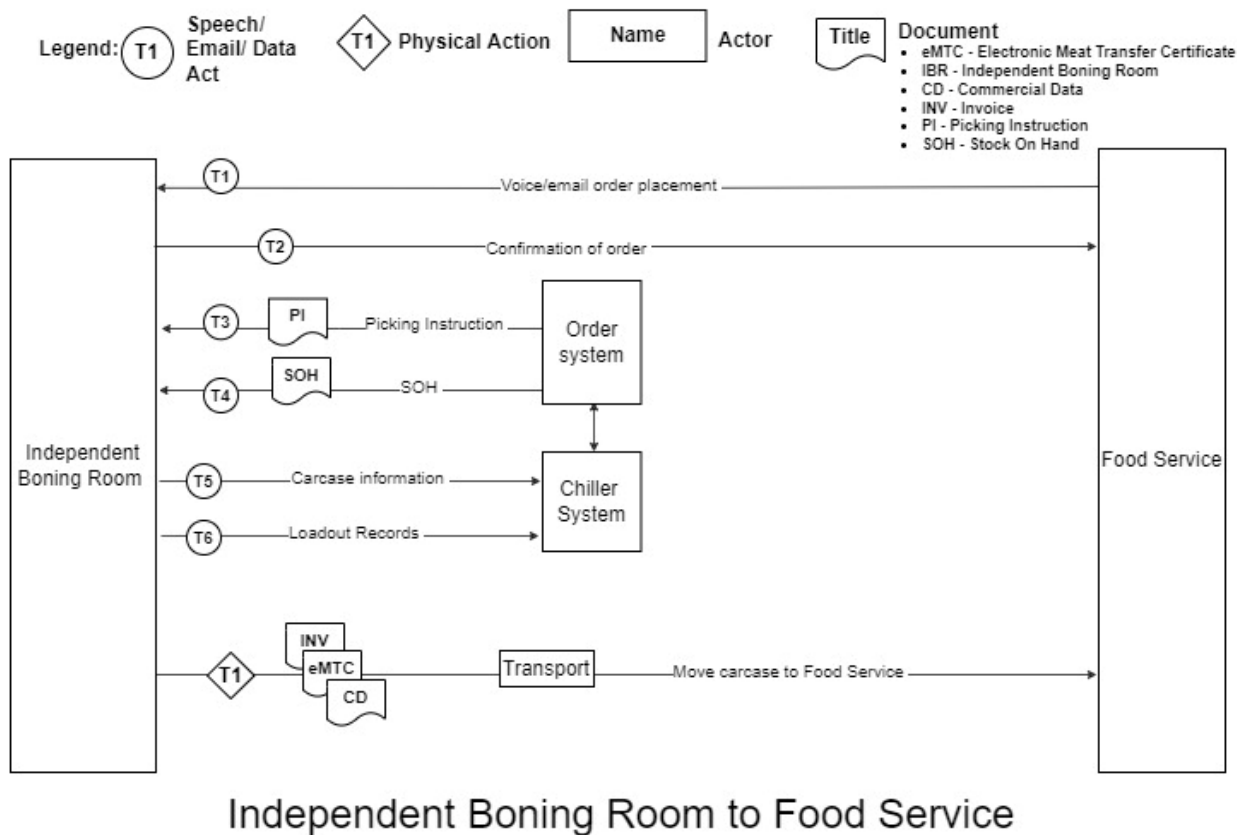 Legend:
T1
Speech/
Email/ Data
Act
T1
Physical Action
Name
Actor
Title
Document
• eMTC - Electronic Meat Transfer Certificate
• IBR - Independent Boning Room
• CD - Commercial Data
• INV - Invoice
• PI - Picking Instruction
• SOH - Stock On Hand
T1
Voice/email order placement
T2
Confirmation of order
T3
PI
Picking Instruction
Order
system
T4
SOH
SOH
Independent
Boning Room
Food Service
T5
Carcase information
Chiller
System
T6
Loadout Records
T1
INV
eMTC
CD
Transport
Move carcase to Food Service
Independent Boning Room to Food Service